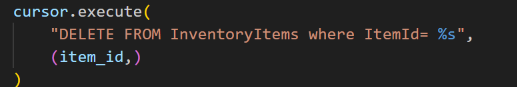 cursor.execute(
"DELETE FROM InventoryItems where ItemId= %s",
(item_id,)
)